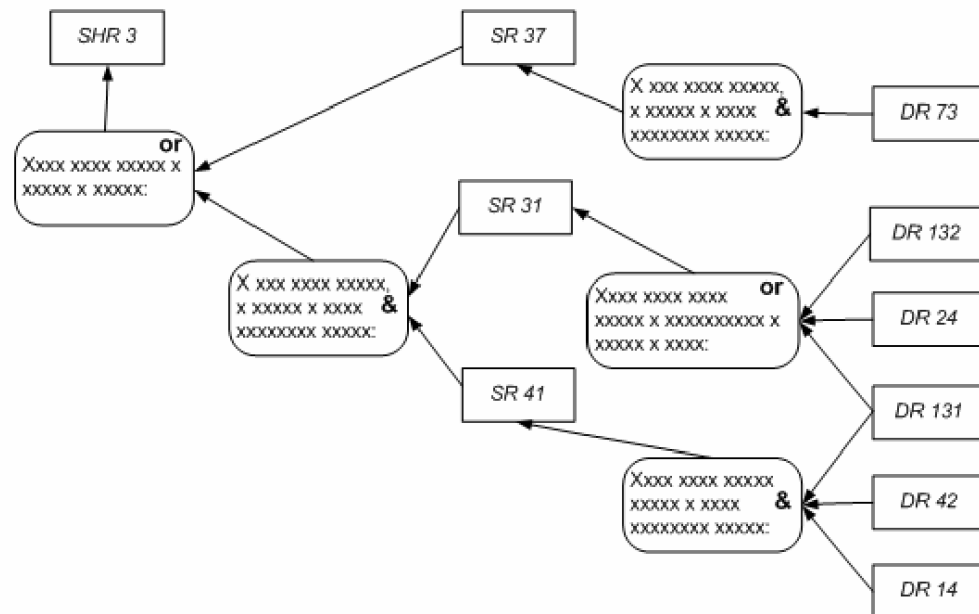 SHR 3
SR 37
X xxx xxxx xxxxx,
x xxxxx x xxxx &
xxxxxxxx xxxxx:
DR 73
or
Xxxx xxxx xxxxx x
xxxxx x xxxxx:
SR 31
DR 132
X xxx xxxx xxxxx,
x xxxxx x xxxx &
xxxxxxxx xxxxx:
Xxxx xxxx xxxx or
xxxxx x xxxxxxxxxx x
xxxxx x xxxx:
DR 24
SR 41
DR 131
Xxxx xxxx xxxxx
xxxxx x xxxx &
xxxxxxxx xxxxx:
DR 42
DR 14